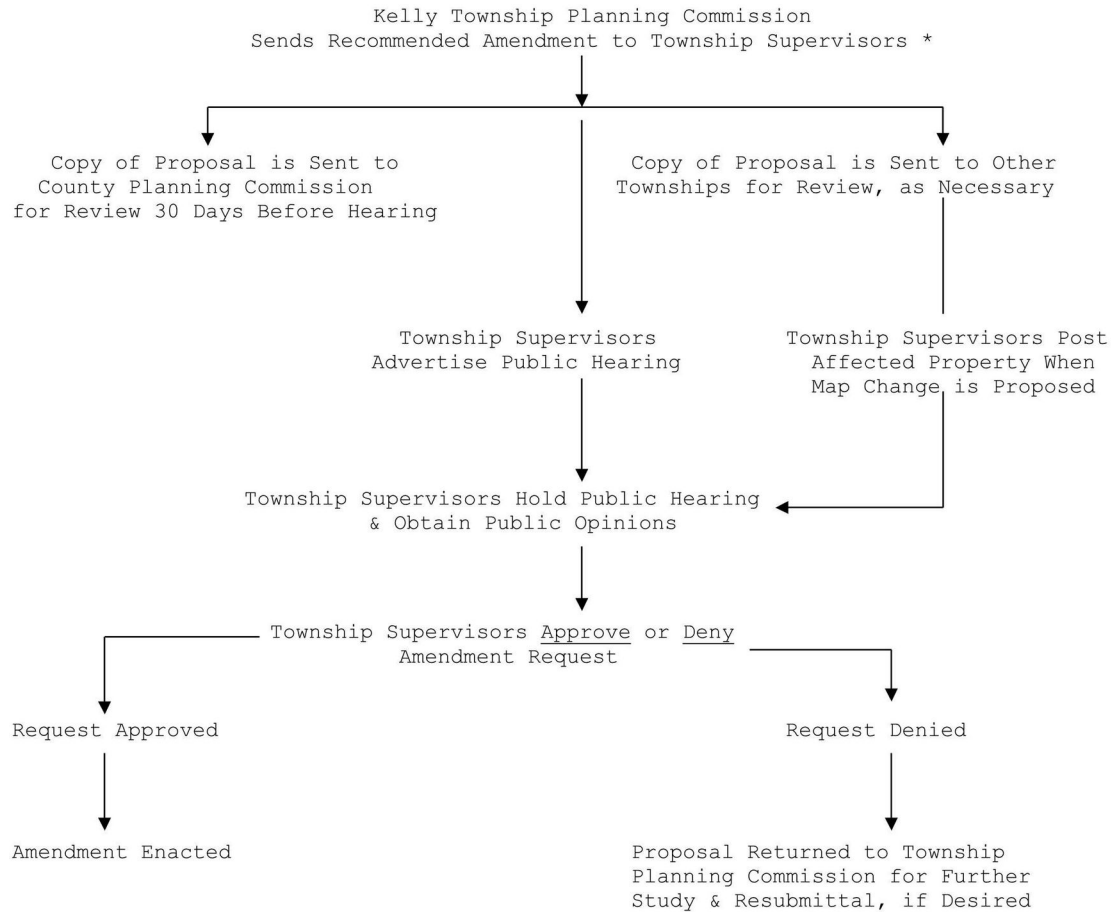 Kelly Township Planning Commission
Sends Recommended Amendment to Township Supervisors *
Copy of Proposal is Sent to
County Planning Commission
for Review 30 Days Before Hearing
Copy of Proposal is Sent to Other
Townships for Review, as Necessary
Township Supervisors
Advertise Public Hearing
Township Supervisors Post
Affected Property When
Map Change is Proposed
Township Supervisors Hold Public Hearing
& Obtain Public Opinions
Township Supervisors Approve or Deny
Amendment Request
Request Approved
Request Denied
Amendment Enacted
Proposal Returned to Township
Planning Commission for Further
Study & Resubmittal, if Desired